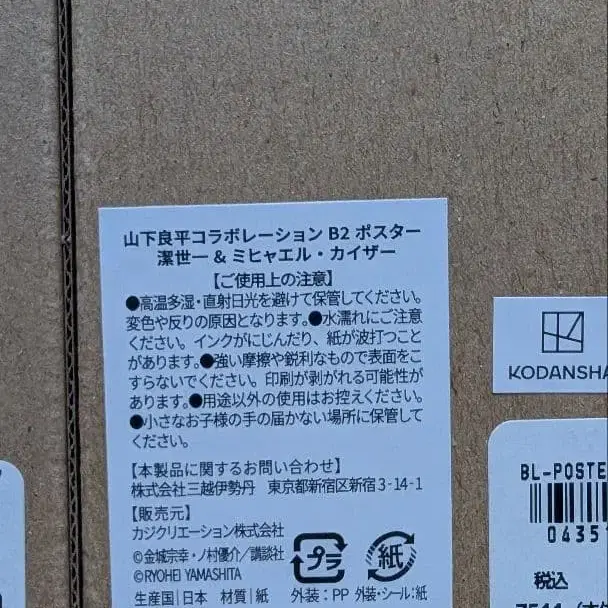 山下良平コラボレーション B2 ポスター
潔世一 & ミヒャエル・カイザー
【ご使用上の注意】
●高温多湿・直射日光を避けて保管してください。
変色や反りの原因となります。●水濡れにご注意
ください。インクがにじんだり、紙が波打つこと
があります。●強い摩擦や鋭利なもので表面をこ
すらないでください。印刷が剥がれる可能性が
あります。●用途以外の使用はお控えください。
●小さなお子様の手の届かない場所に保管して
ください。
【本製品に関するお問い合わせ】
株式会社三越伊勢丹 東京都新宿区新宿 3-14-1
【販売元】
カジクリエーション株式会社
©金城宗幸・ノ村優介／講談社
©RYOHEI YAMASHITA
生産国|日本 材質|紙
プラ
紙
外装：PP 外装・シール：紙
KODANSHA
BL-POSTE
0435
税込